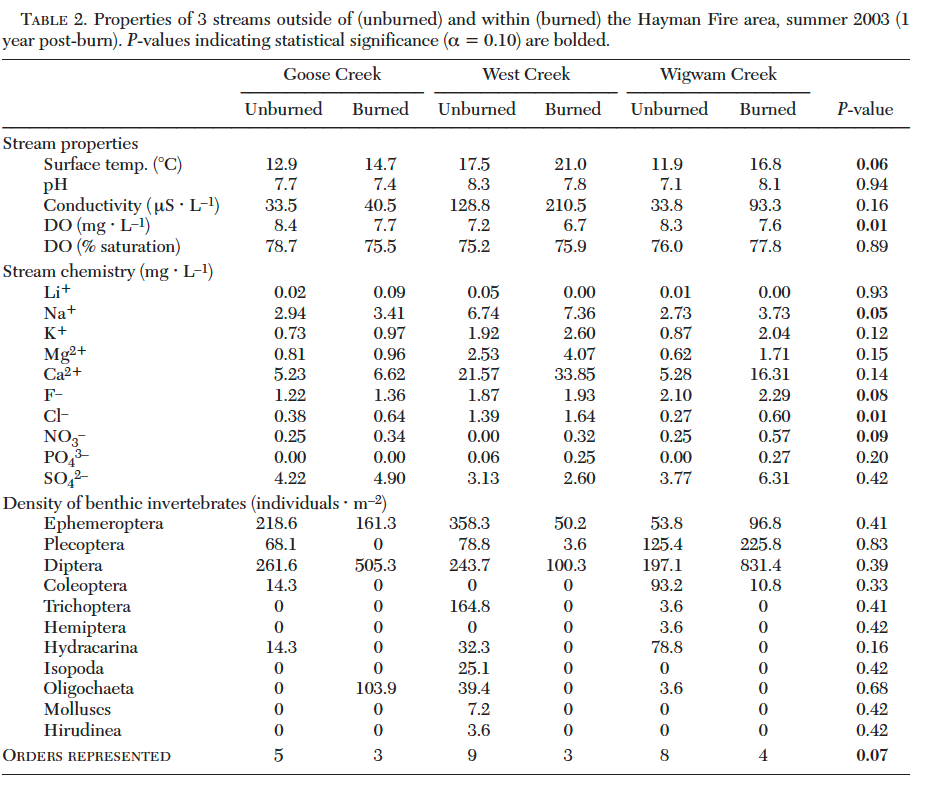 TABLE 2. Properties of 3 streams outside of (unburned) and within (burned) the Hayman Fire area, summer 2003 (1
year post-burn). P-values indicating statistical significance (α = 0.10) are bolded.
Goose Creek West Creek Wigwam Creek
Unburned Burned Unburned Burned Unburned Burned P-value
Stream properties
Surface temp. (°C) 12.9 14.7 17.5 21.0 11.9 16.8 0.06
pH 7.7 7.4 8.3 7.8 7.1 8.1 0.94
Conductivity (μS · L–1) 33.5 40.5 128.8 210.5 33.8 93.3 0.16
DO (mg · L–1) 8.4 7.7 7.2 6.7 8.3 7.6 0.01
DO (% saturation) 78.7 75.5 75.2 75.9 76.0 77.8 0.89
Stream chemistry (mg · L–1)
Li+ 0.02 0.09 0.05 0.00 0.01 0.00 0.93
Na+ 2.94 3.41 6.74 7.36 2.73 3.73 0.05
K+ 0.73 0.97 1.92 2.60 0.87 2.04 0.12
Mg2+ 0.81 0.96 2.53 4.07 0.62 1.71 0.15
Ca2+ 5.23 6.62 21.57 33.85 5.28 16.31 0.14
F– 1.22 1.36 1.87 1.93 2.10 2.29 0.08
Cl– 0.38 0.64 1.39 1.64 0.27 0.60 0.01
NO3– 0.25 0.34 0.00 0.32 0.25 0.57 0.09
PO43– 0.00 0.00 0.06 0.25 0.00 0.27 0.20
SO42– 4.22 4.90 3.13 2.60 3.77 6.31 0.42
Density of benthic invertebrates (individuals · m–2)
Ephemeroptera 218.6 161.3 358.3 50.2 53.8 96.8 0.41
Plecoptera 68.1 0 78.8 3.6 125.4 225.8 0.83
Diptera 261.6 505.3 243.7 100.3 197.1 831.4 0.39
Coleoptera 14.3 0 0 0 93.2 10.8 0.33
Trichoptera 0 0 164.8 0 3.6 0 0.41
Hemiptera 0 0 0 0 3.6 0 0.42
Hydracarina 14.3 0 32.3 0 78.8 0 0.16
Isopoda 0 0 25.1 0 0 0 0.42
Oligochaeta 0 103.9 39.4 0 3.6 0 0.68
Molluscs 0 0 7.2 0 0 0 0.42
Hirudinea 0 0 3.6 0 0 0 0.42
ORDERS REPRESENTED 5 3 9 3 8 4 0.07